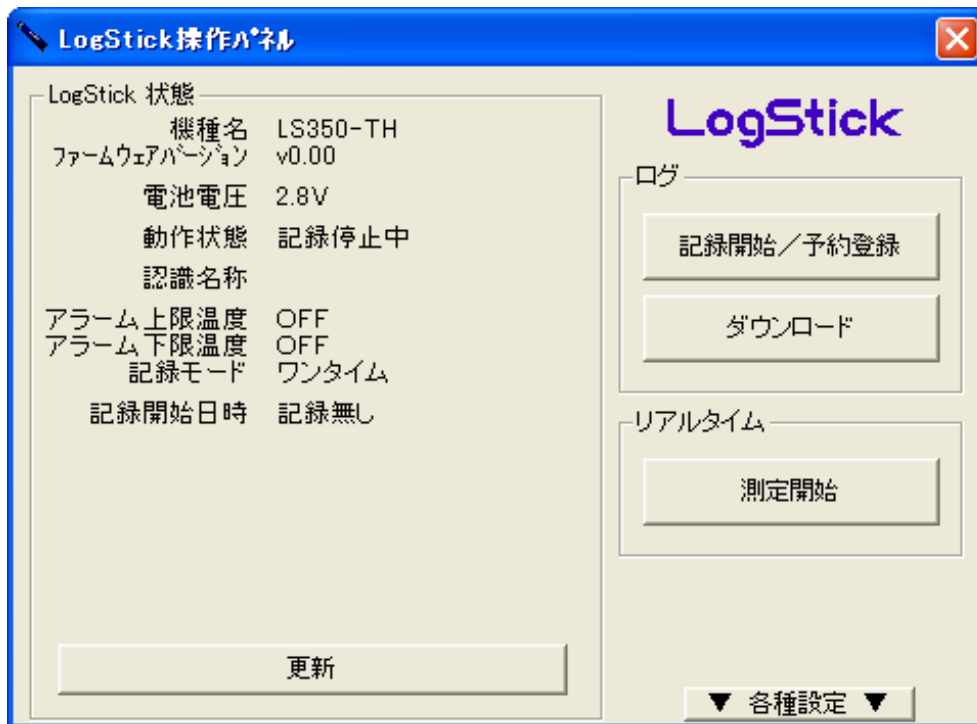 LogStick操作ﾊﾟﾈﾙ
LogStick 状態
機種名 LS350-TH
ファームウェアバージョン v0.00
電池電圧 2.8V
動作状態 記録停止中
認識名称
アラーム上限温度 OFF
アラーム下限温度 OFF
記録モード ワンタイム
記録開始日時 記録無し
更新
LogStick
ログ
記録開始／予約登録
ダウンロード
リアルタイム
測定開始
▼ 各種設定 ▼